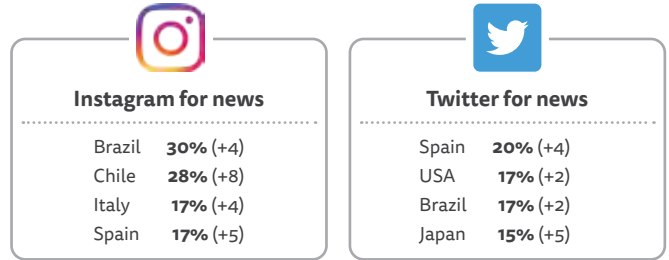 Instagram for news
Brazil 30% (+4)
Chile 28% (+8)
Italy 17% (+4)
Spain 17% (+5)
Twitter for news
Spain 20% (+4)
USA 17% (+2)
Brazil 17% (+2)
Japan 15% (+5)